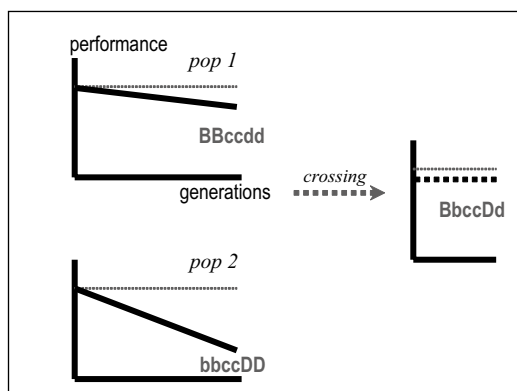 performance
pop 1
BBccdd
generations
crossing
BbccDd
pop 2
bbccDD